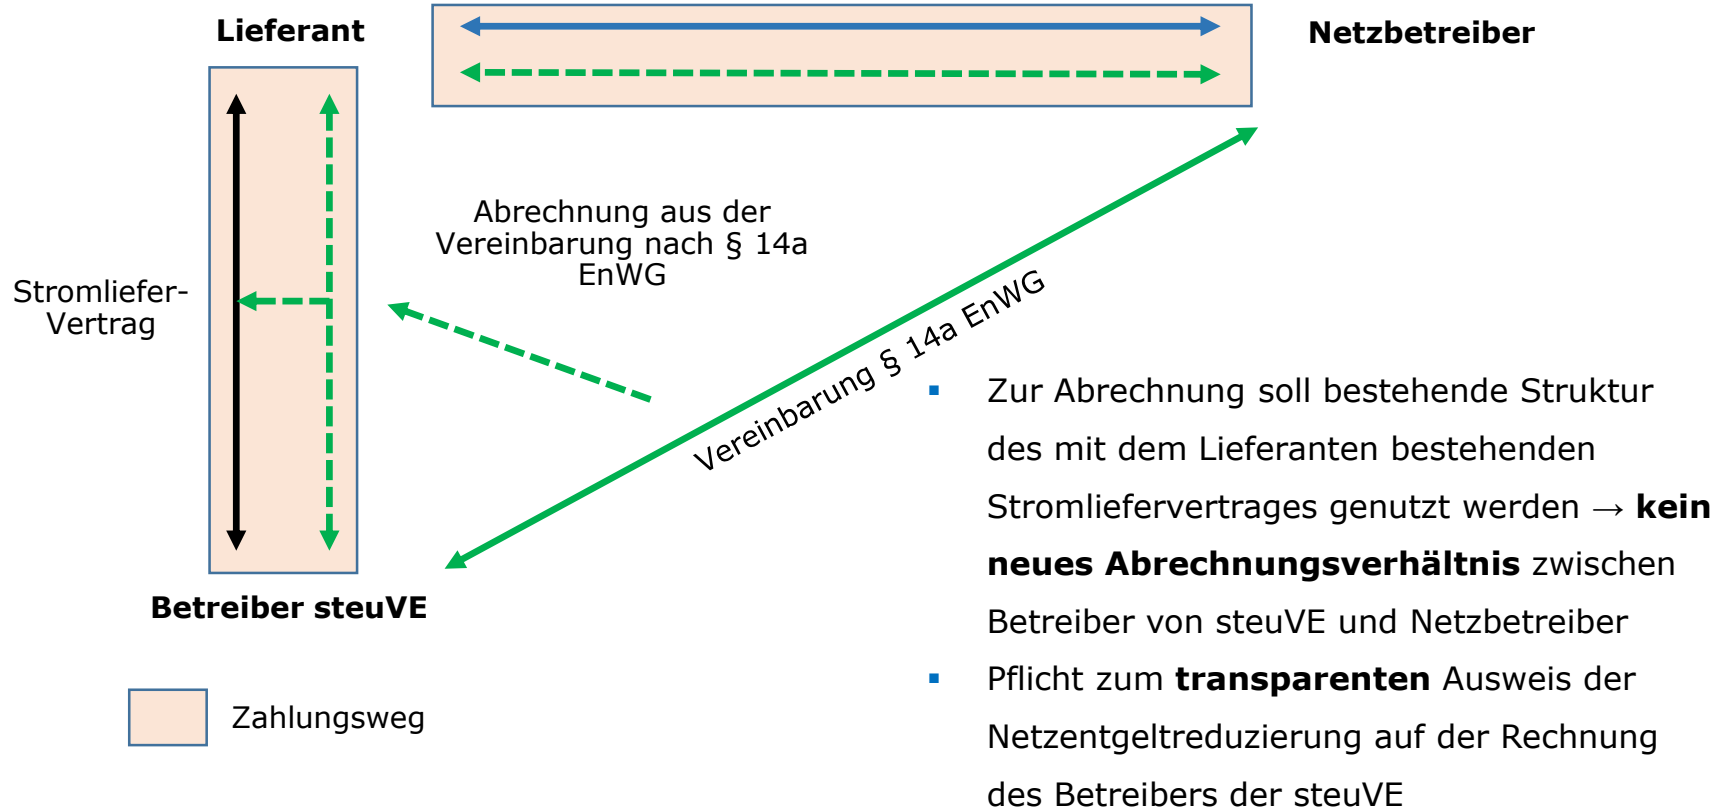 Lieferant
Netzbetreiber
Abrechnung aus der
Vereinbarung nach § 14a
EnWG
Stromliefer-
Vertrag
Vereinbarung § 14a EnWG
Betreiber steuVE
Zahlungsweg
▪ Zur Abrechnung soll bestehende Struktur
des mit dem Lieferanten bestehenden
Stromliefervertrages genutzt werden → kein
neues Abrechnungsverhältnis zwischen
Betreiber von steuVE und Netzbetreiber
▪ Pflicht zum transparenten Ausweis der
Netzentgeltreduzierung auf der Rechnung
des Betreibers der steuVE